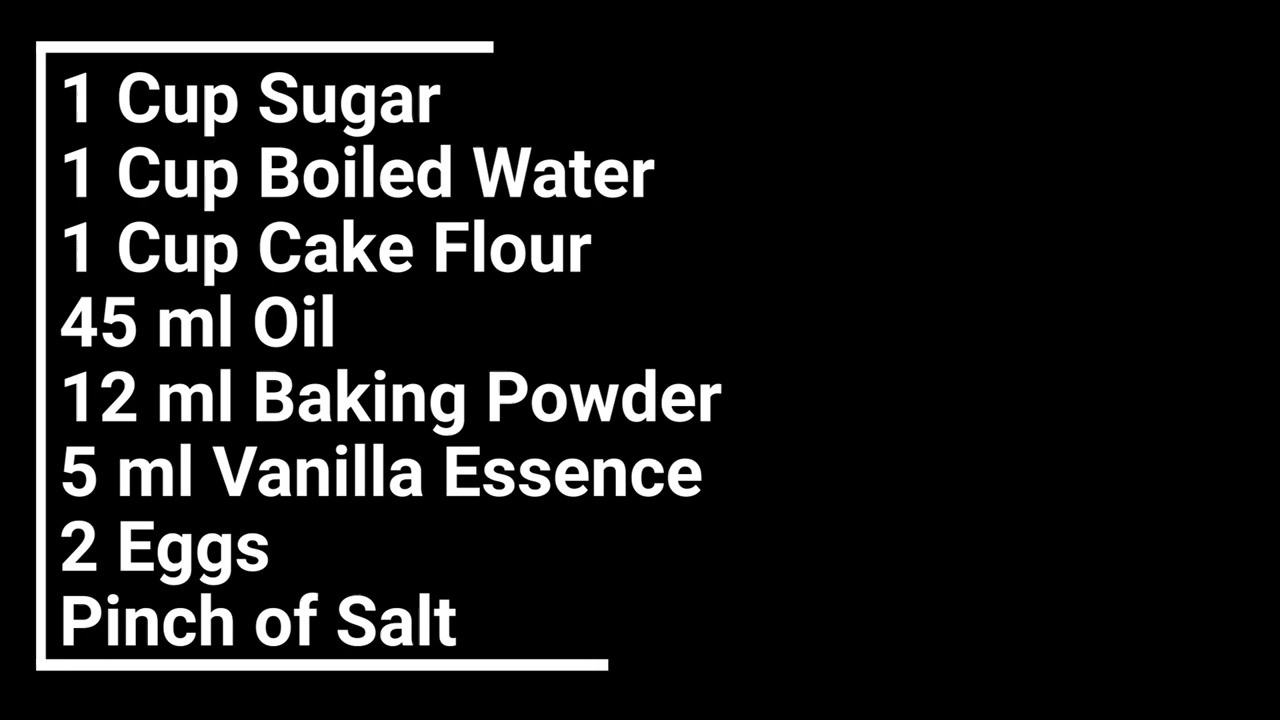 1 Cup Sugar
1 Cup Boiled Water
1 Cup Cake Flour
45 ml Oil
12 ml Baking Powder
5 ml Vanilla Essence
2 Eggs
Pinch of Salt